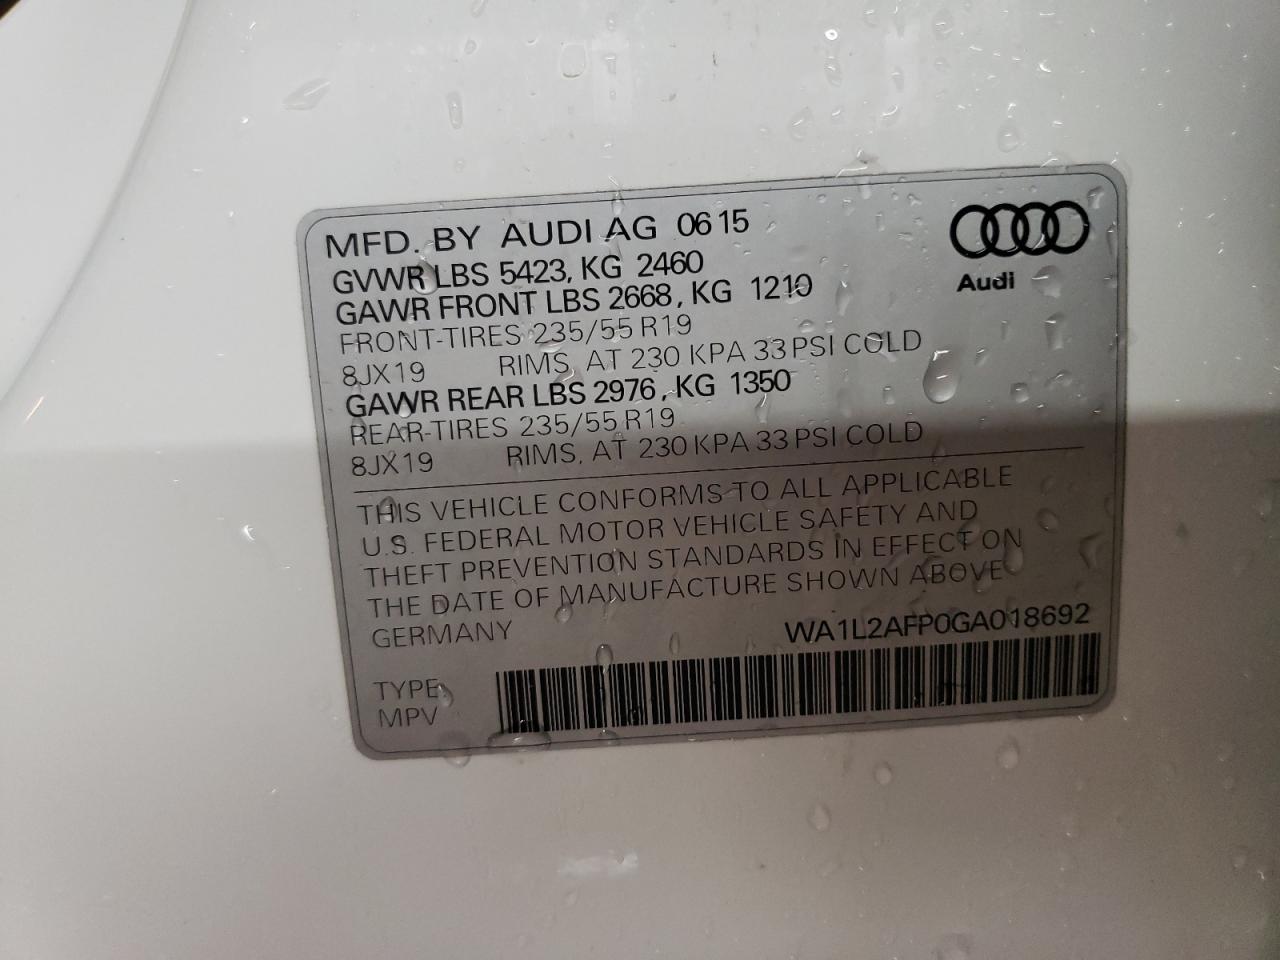 MFD. BY AUDI AG 06 15
GVWR LBS 5423, KG 2460
GAWR FRONT LBS 2668, KG 1210
FRONT-TIRES 235/55 R19
8JX19 RIMS, AT 230 KPA 33 PSI COLD
GAWR REAR LBS 2976, KG 1350
REAR-TIRES 235/55 R19
8JX19 RIMS, AT 230 KPA 33 PSI COLD
Audi
THIS VEHICLE CONFORMS TO ALL APPLICABLE
U.S. FEDERAL MOTOR VEHICLE SAFETY AND
THEFT PREVENTION STANDARDS IN EFFECT ON
THE DATE OF MANUFACTURE SHOWN ABOVE
GERMANY WA1L2AFP0GA018692
TYPE:
MPV